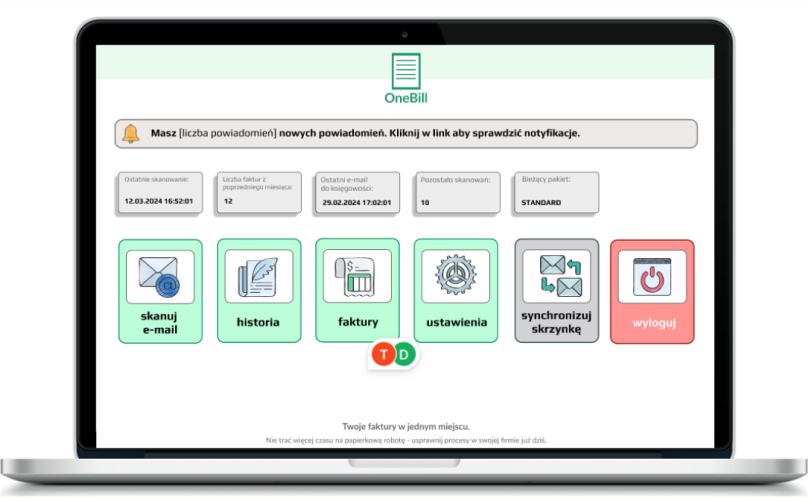 OneBill
Masz [liczba powiadomień] nowych powiadomień. Kliknij w link aby sprawdzić notyfikacje.
Ostatnie skanowanie:
12.03.2024 16:52:01
Liczba faktur z
poprzedniego miesiąca:
12
Ostatni e-mail
do księgowości:
29.02.2024 17:02:01
Pozostało skanowań:
10
Bieżący pakiet:
STANDARD
skanuj
e-mail
historia
faktury
ustawienia
synchronizuj
skrzynkę
wyloguj
T D
Twoje faktury w jednym miejscu.
Nie trać więcej czasu na papierkową robotę - usprawnij procesy w swojej firmie już dziś.